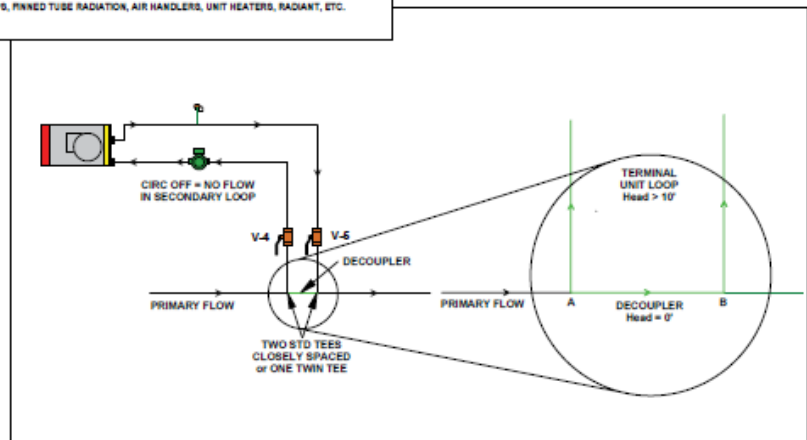 PINNED TUBE RADIATION, AIR HANDLERS, UNIT HEATERS, RADIANT, ETC.
CIRC OFF = NO FLOW
IN SECONDARY LOOP
V-4
V-5
DECOUPLER
PRIMARY FLOW
TWO STD TEES
CLOSELY SPACED
or ONE TWIN TEE
TERMINAL
UNIT LOOP
Head > 10'
PRIMARY FLOW
A
DECOUPLER
Head = 0'
B